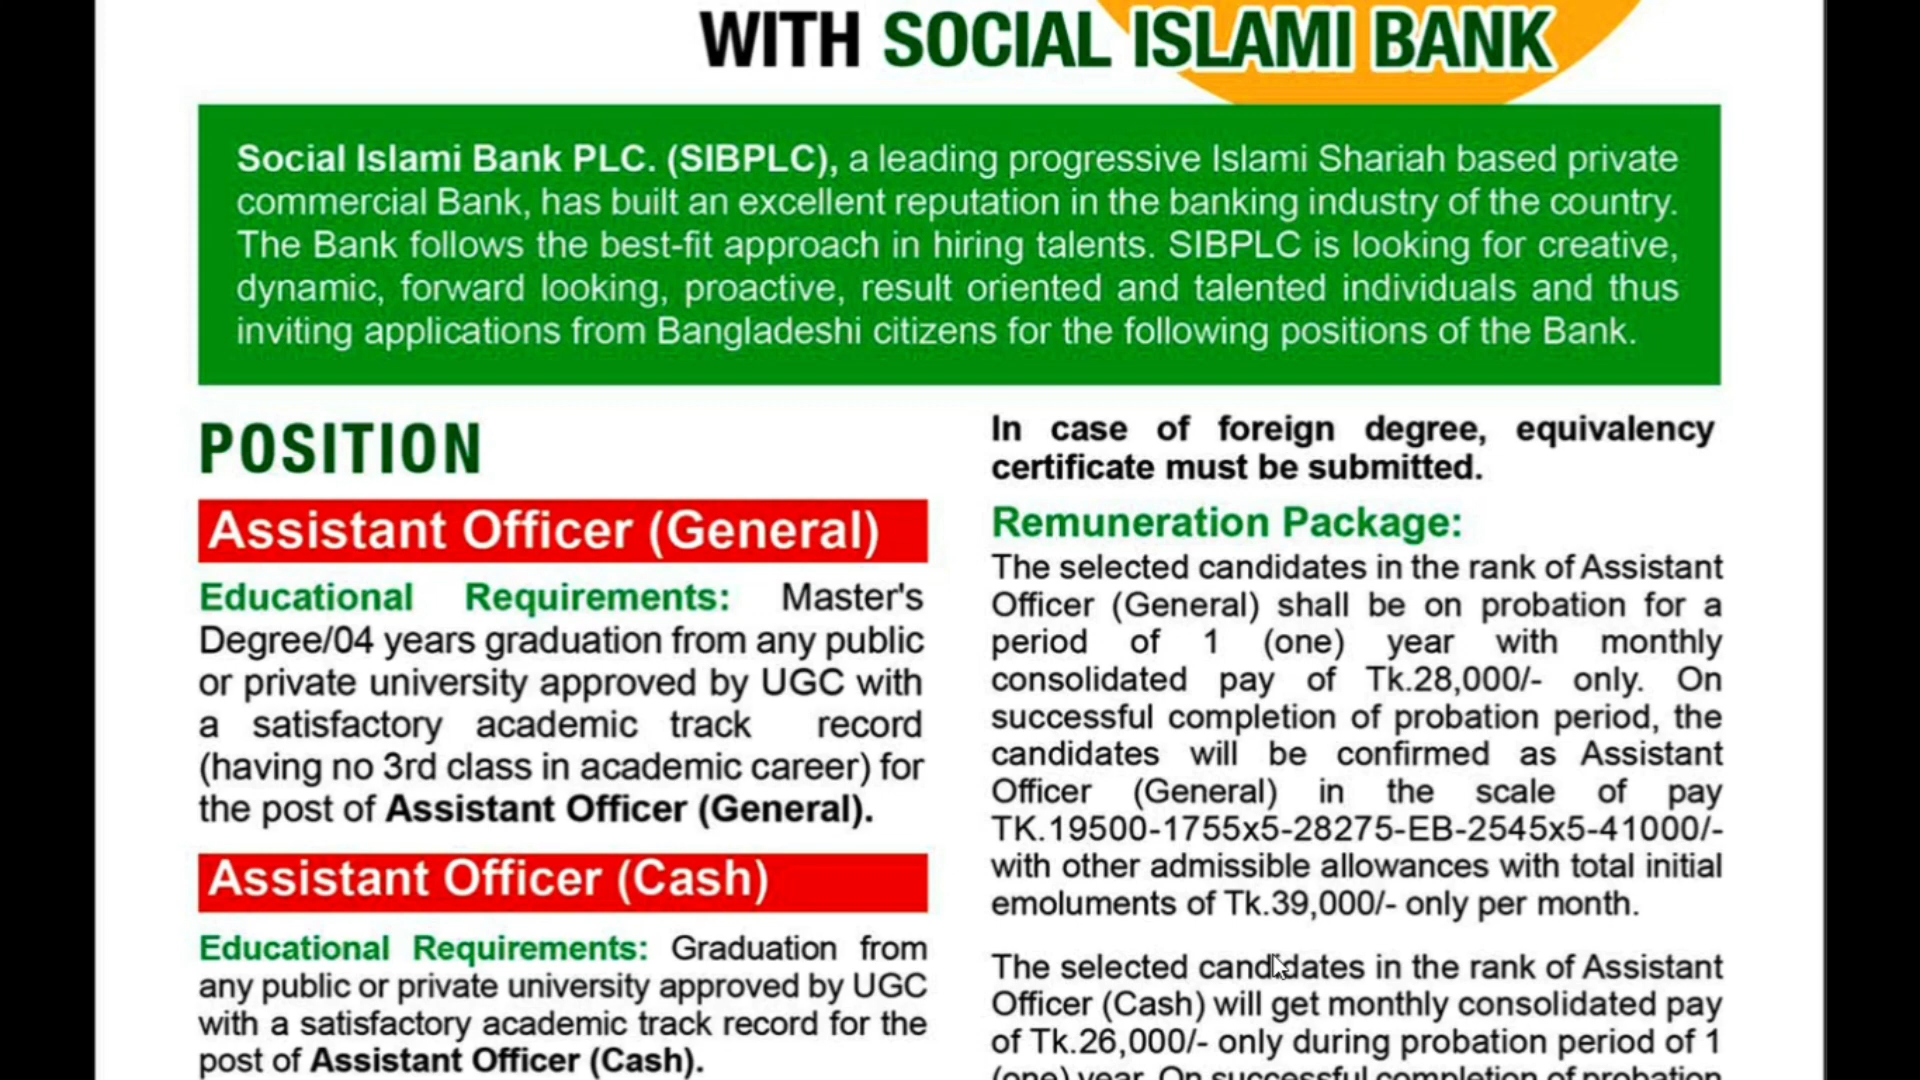 WITH SOCIAL ISLAMI BANK
Social Islami Bank PLC. (SIBPLC), a leading progressive Islami Shariah based private
commercial Bank, has built an excellent reputation in the banking industry of the country.
The Bank follows the best-fit approach in hiring talents. SIBPLC is looking for creative,
dynamic, forward looking, proactive, result oriented and talented individuals and thus
inviting applications from Bangladeshi citizens for the following positions of the Bank.
POSITION
Assistant Officer (General)
Educational Requirements: Master's
Degree/04 years graduation from any public
or private university approved by UGC with
a satisfactory academic track record
(having no 3rd class in academic career) for
the post of Assistant Officer (General).
Assistant Officer (Cash)
Educational Requirements: Graduation from
any public or private university approved by UGC
with a satisfactory academic track record for the
post of Assistant Officer (Cash).
In case of foreign degree, equivalency
certificate must be submitted.
Remuneration Package:
The selected candidates in the rank of Assistant
Officer (General) shall be on probation for a
period of 1 (one) year with monthly
consolidated pay of Tk.28,000/- only. On
successful completion of probation period, the
candidates will be confirmed as Assistant
Officer (General) in the scale of pay
TK.19500-1755x5-28275-EB-2545x5-41000/-
with other admissible allowances with total initial
emoluments of Tk.39,000/- only per month.
The selected candidates in the rank of Assistant
Officer (Cash) will get monthly consolidated pay
of Tk.26,000/- only during probation period of 1
(one) year. On successful completion of probation